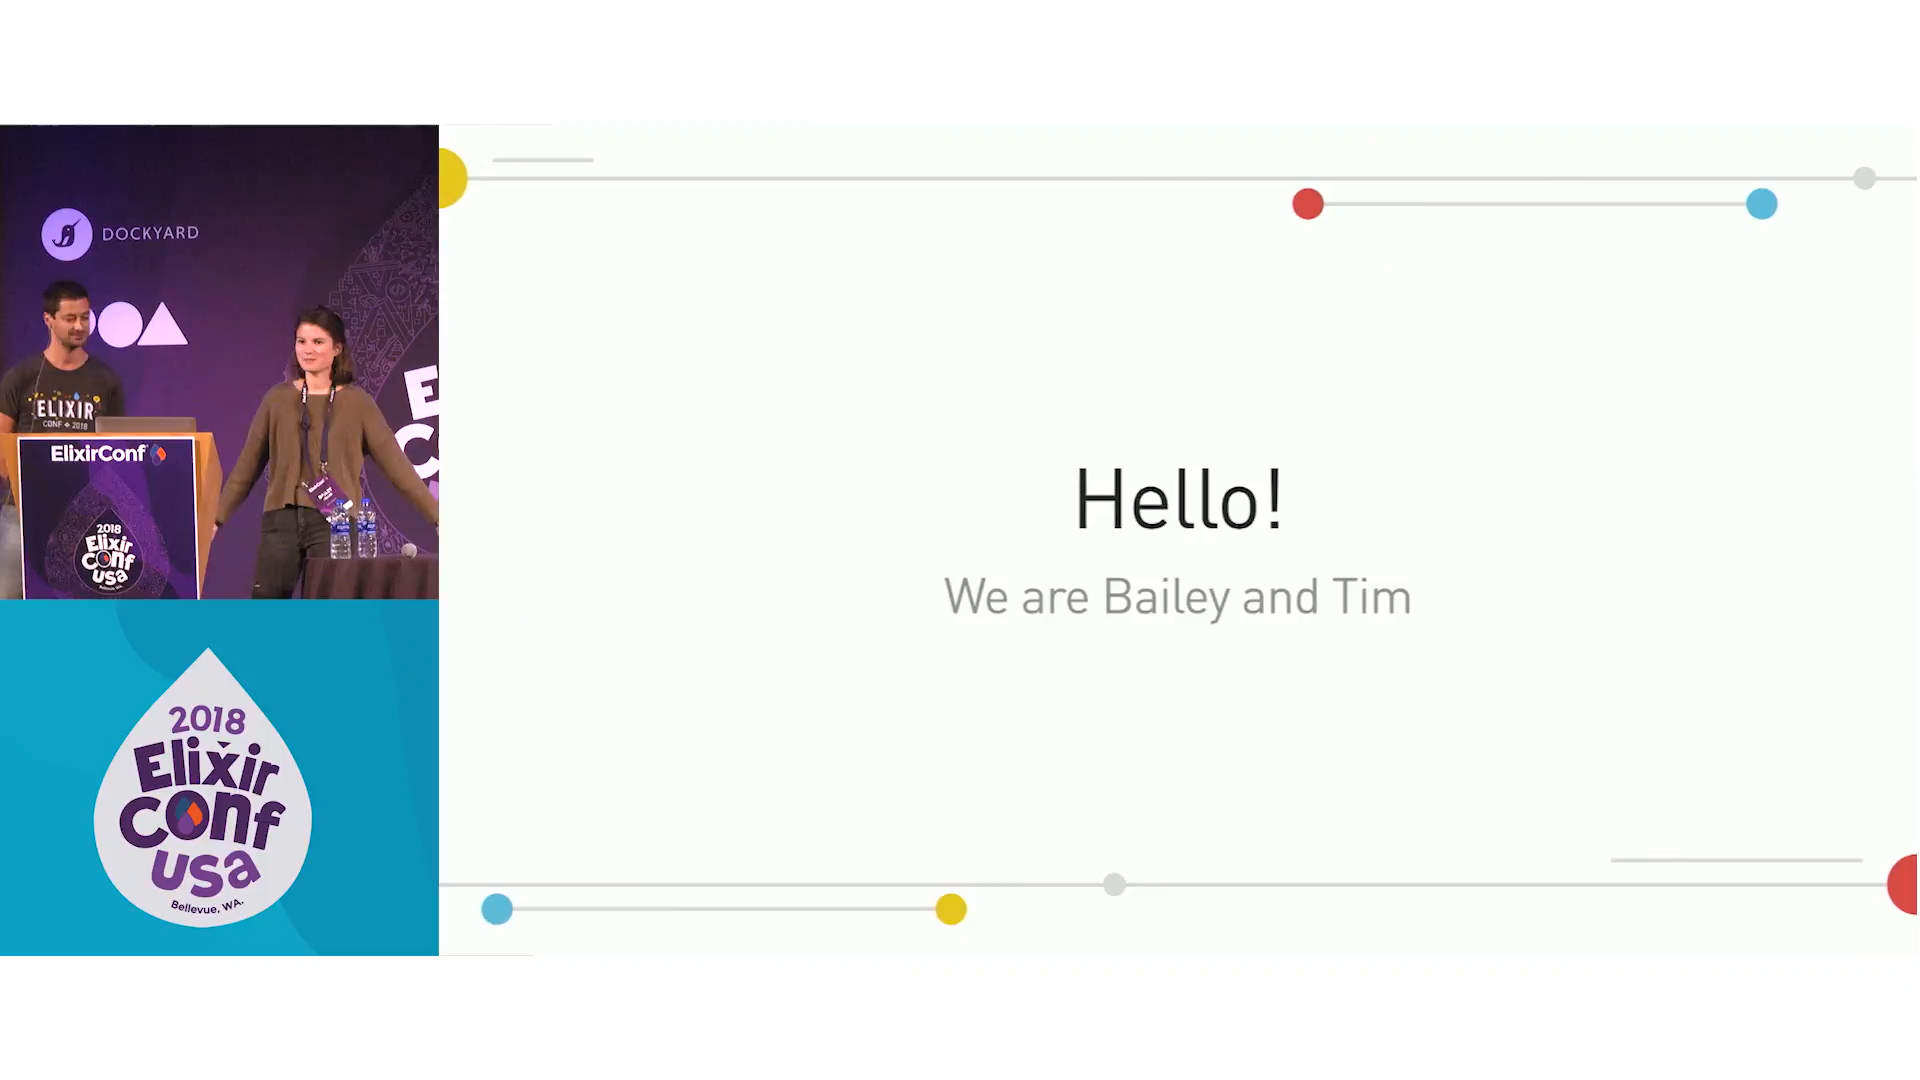 DOCKYARD
ELIXIR
CONF 2018
ElixirConf
2018
Elixir
Conf
usa
E
C
BAILEY
2018
Elixir
Conf
usa
Bellevue, WA.
Hello!
We are Bailey and Tim